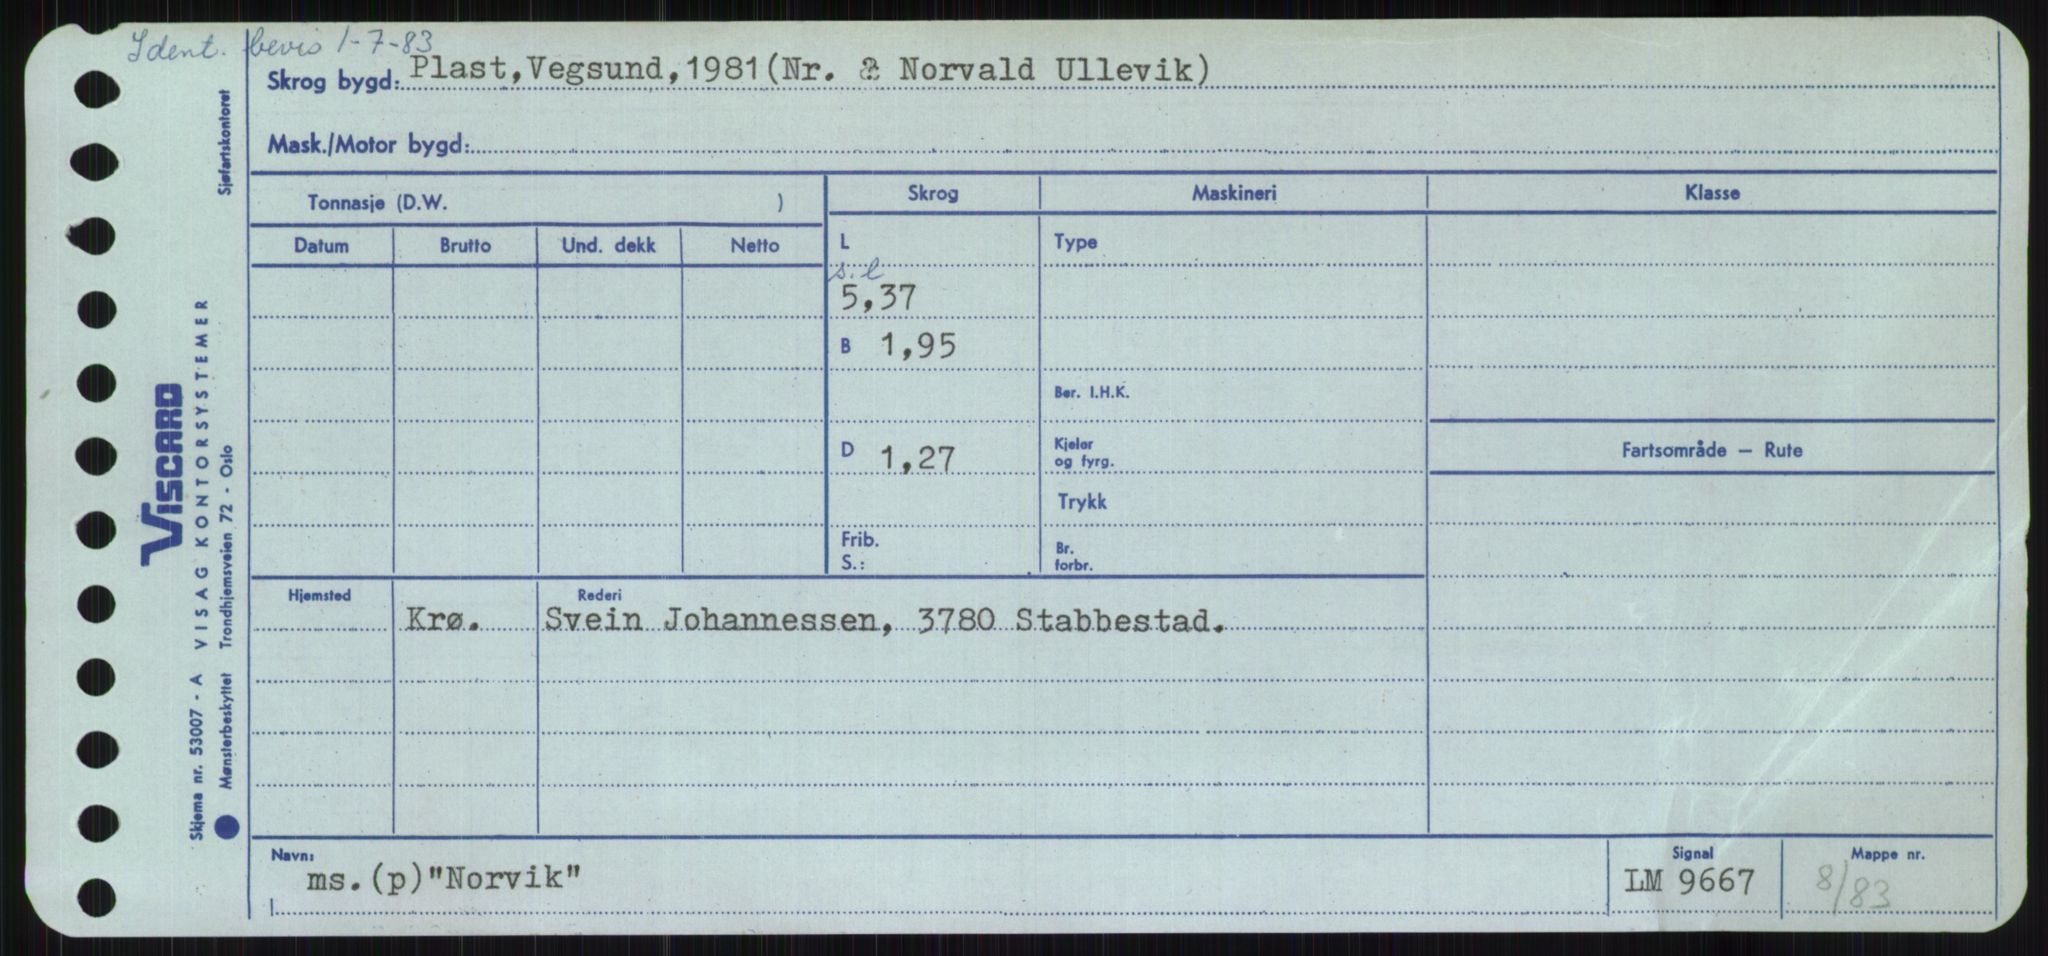 Ident. bevis 1-7-83
Skrog bygd: Plast, Vegsund, 1981 (Nr. Norvald Ullevik)
Mask./Motor bygd:
Tonnasje (D.W. )
Skrog
Maskineri
Klasse
Datum
Brutto
Und. dekk
Netto
L
Type
s.l
5,37
B 1,95
Ber. I.H.K.
D 1,27
Kjeler
og fyrg.
Fartsområde – Rute
Trykk
Frib.
S.:
Br.
forbr.
Hjemsted
Rederi
Krø. Svein Johannessen, 3780 Stabbestad.
Navn:
ms.(p)"Norvik"
Signal
LM 9667
Mappe nr.
8/83
Skjema nr. 53007 - A VISAG KONTORSYSTEMER
Mønsterbeskyttet Trondhjemsveien 72 - Oslo
Sjøfartskontoret
VISCARD